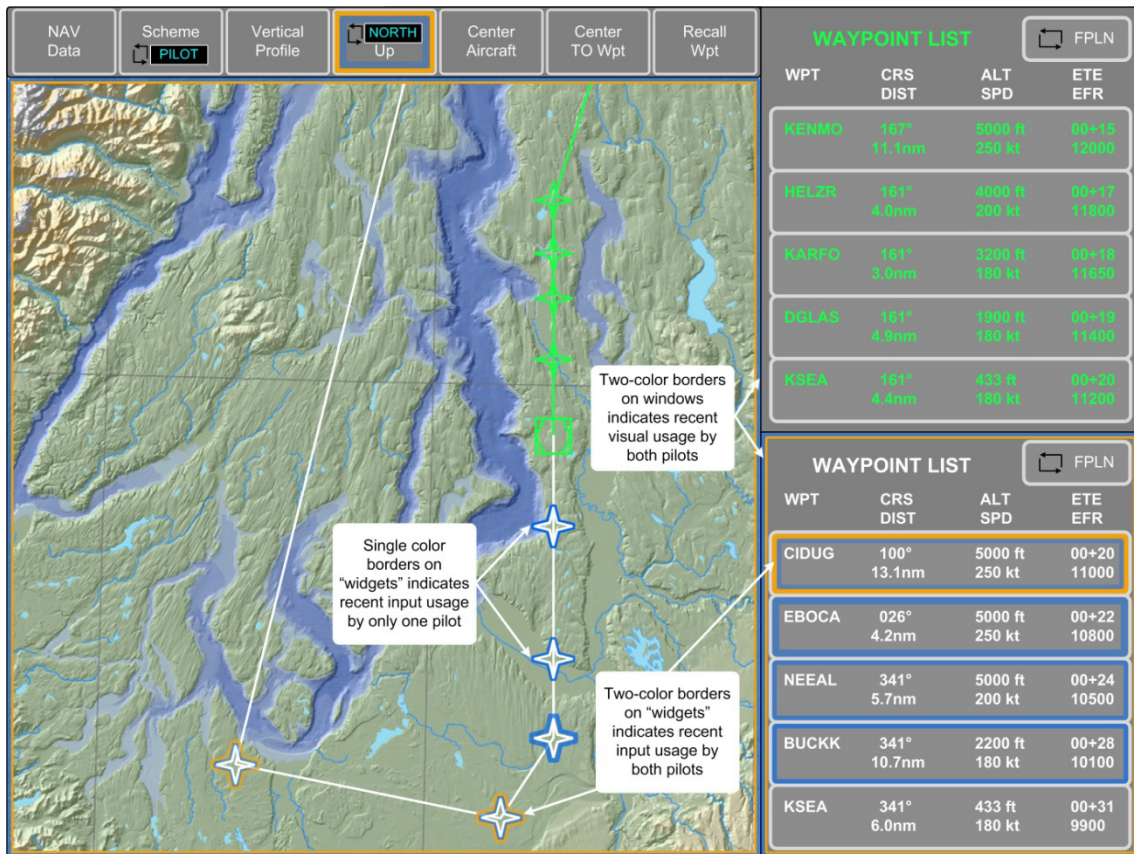 NAV
Data
Scheme
PILOT
Vertical
Profile
NORTH
Up
Center
Aircraft
Center
TO Wpt
Recall
Wpt
WAYPOINT LIST
FPLN
WPT CRS ALT ETE
DIST SPD EFR
KENMO 167° 5000 ft 00+15
11.1nm 250 kt 12000
HELZR 161° 4000 ft 00+17
4.0nm 200 kt 11800
KARFO 161° 3200 ft 00+18
3.0nm 180 kt 11650
DGLAS 161° 1900 ft 00+19
4.9nm 180 kt 11400
KSEA 161° 433 ft 00+20
4.4nm 180 kt 11200
Two-color borders
on windows
indicates recent
visual usage by
both pilots
WAYPOINT LIST
FPLN
WPT CRS ALT ETE
DIST SPD EFR
CIDUG 100° 5000 ft 00+20
13.1nm 250 kt 11000
EBOCA 026° 5000 ft 00+22
4.2nm 250 kt 10800
NEEAL 341° 5000 ft 00+24
5.7nm 200 kt 10500
BUCKK 341° 2200 ft 00+28
10.7nm 180 kt 10100
KSEA 341° 433 ft 00+31
6.0nm 180 kt 9900
Single color
borders on
“widgets” indicates
recent input usage
by only one pilot
Two-color borders
on “widgets”
indicates recent
input usage by
both pilots